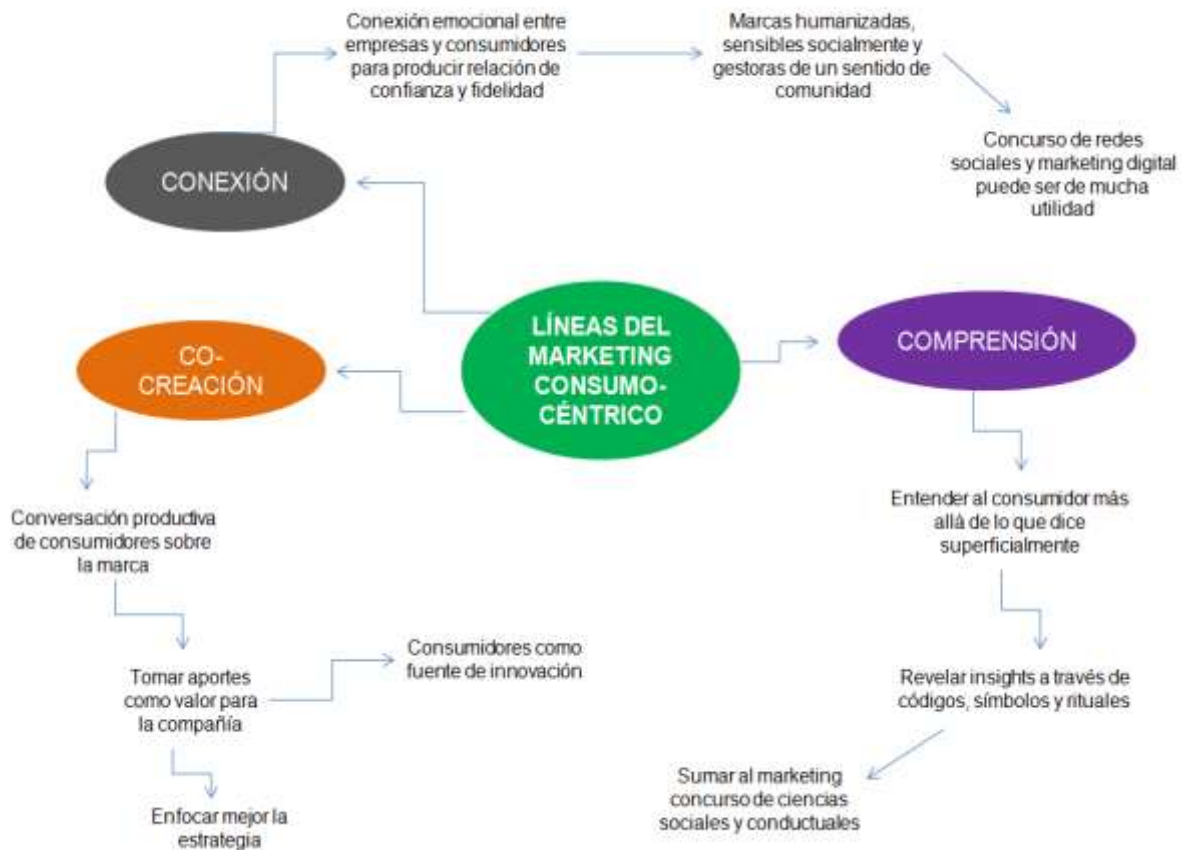 Conexión emocional entre
empresas y consumidores
para producir relación de
confianza y fidelidad
Marcas humanizadas,
sensibles socialmente y
gestoras de un sentido de
comunidad
Concurso de redes
sociales y marketing digital
puede ser de mucha
utilidad
CONEXIÓN
LÍNEAS DEL
MARKETING
CONSUMO-
CÉNTRICO
COMPRENSIÓN
CO-
CREACIÓN
Conversación productiva
de consumidores sobre
la marca
Tomar aportes
como valor para
la compañía
Consumidores como
fuente de innovación
Enfocar mejor la
estrategia
Entender al consumidor más
allá de lo que dice
superficialmente
Revelar insights a través de
códigos, símbolos y rituales
Sumar al marketing
concurso de ciencias
sociales y conductuales